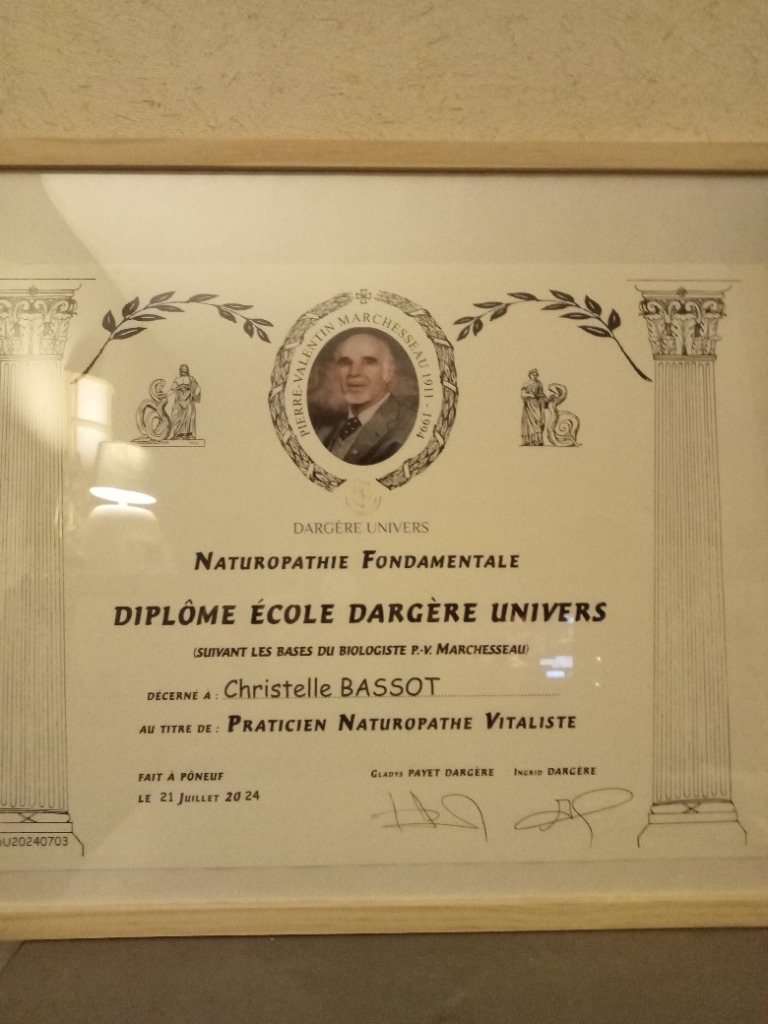 PIERRE-VALENTIN MARCHESSEAU 1911 - 1994
DARGÈRE UNIVERS
NATUROPATHIE FONDAMENTALE
DIPLÔME ÉCOLE DARGÈRE UNIVERS
(SUIVANT LES BASES DU BIOLOGISTE P.-V. MARCHESSEAU)
DÉCERNÉ À : Christelle BASSOT
AU TITRE DE : PRATICIEN NATUROPATHE VITALISTE
FAIT À PÔNEUF GLADYS PAYET DARGÈRE INGRID DARGÈRE
LE 21 JUILLET 2024
U20240703